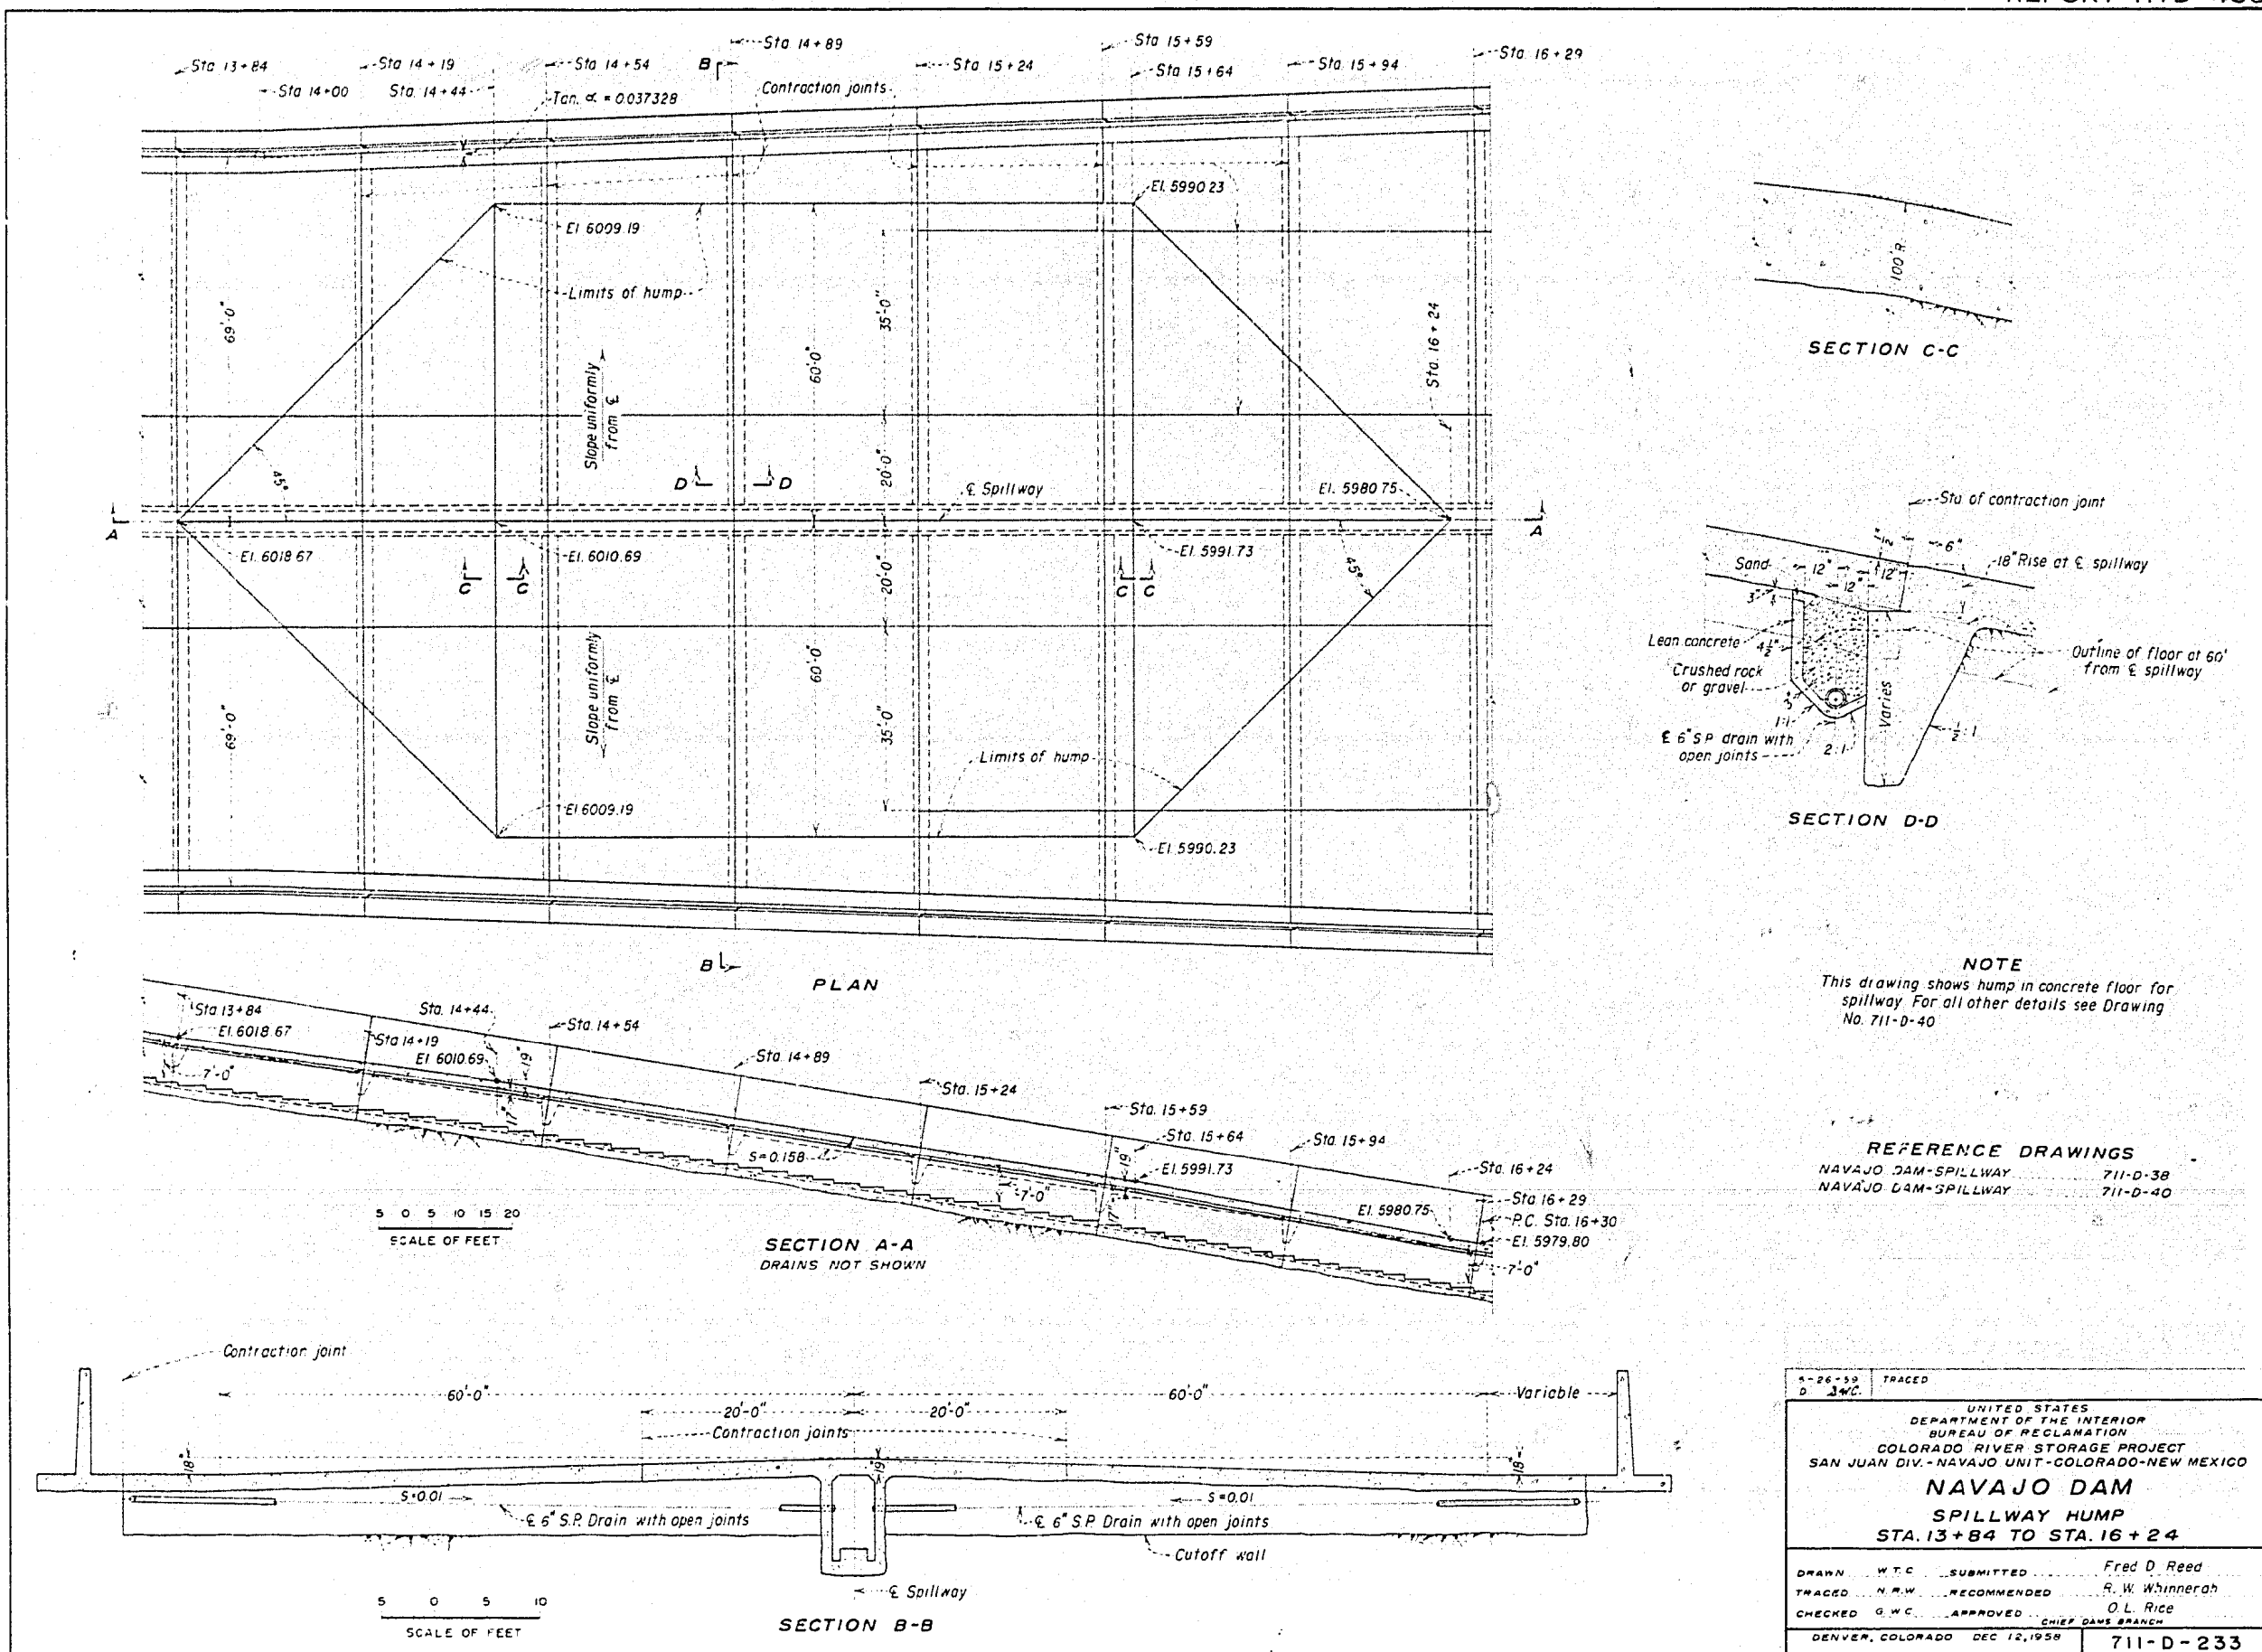 Sta 13+84
Sta 14+00
Sta 14+19
Sta. 14+44
Sta 14+54
Tan. α = 0.037328
B
Sta 14+89
Contraction joints
Sta 15+24
Sta 15+59
Sta 15+64
Sta 15+94
Sta 16+29
El. 5990.23
El 6009.19
Limits of hump
69'-0"
Slope uniformly
from ℄
60'-0"
35'-0"
Sta. 16 + 24
45°
D
D
20'-0"
℄ Spillway
El. 5980.75
A
A
El. 6018.67
El. 6010.69
El. 5991.73
C
C
C
C
20'-0"
45°
69'-0"
Slope uniformly
from ℄
60'-0"
35'-0"
Limits of hump
El 6009.19
El 5990.23
B
PLAN
100' R
SECTION C-C
Sta of contraction joint
6"
Sand
12"
12"
12"
18" Rise at ℄ spillway
3"
Lean concrete
4½"
Crushed rock
or gravel
Outline of floor at 60'
from ℄ spillway
3"
1:1
Varies
℄ 6" S.P. drain with
open joints
2:1
½:1
SECTION D-D
NOTE
This drawing shows hump in concrete floor for
spillway. For all other details see Drawing
No. 711-D-40
REFERENCE DRAWINGS
NAVAJO DAM-SPILLWAY 711-D-38
NAVAJO DAM-SPILLWAY 711-D-40
Sta 13+84
El. 6018.67
7'-0"
Sta 14+19
Sta. 14+44
El 6010.69
19"
17"
Sta. 14+54
Sta. 14+89
S=0.158
Sta. 15+24
7'-0"
Sta. 15+59
Sta. 15+64
19"
El. 5991.73
17"
Sta. 15+94
Sta. 16+24
El. 5980.75
Sta 16+29
P.C. Sta. 16+30
El. 5979.80
7'-0"
5 0 5 10 15 20
SCALE OF FEET
SECTION A-A
DRAINS NOT SHOWN
Contraction joint
60'-0"
60'-0"
Variable
20'-0"
20'-0"
Contraction joints
18"
19"
18"
S=0.01
S=0.01
℄ 6" S.P. Drain with open joints
℄ 6" S.P. Drain with open joints
Cutoff wall
℄ Spillway
5 0 5 10
SCALE OF FEET
SECTION B-B
TRACED
UNITED STATES
DEPARTMENT OF THE INTERIOR
BUREAU OF RECLAMATION
COLORADO RIVER STORAGE PROJECT
SAN JUAN DIV.-NAVAJO UNIT-COLORADO-NEW MEXICO
NAVAJO DAM
SPILLWAY HUMP
STA. 13+84 TO STA. 16+24
DRAWN W.T.C. SUBMITTED Fred D Reed
TRACED N.R.W. RECOMMENDED R. W. Whinnerah
CHECKED G.W.C. APPROVED O. L. Rice
CHIEF DAMS BRANCH
DENVER, COLORADO DEC 12, 1958
711-D-233